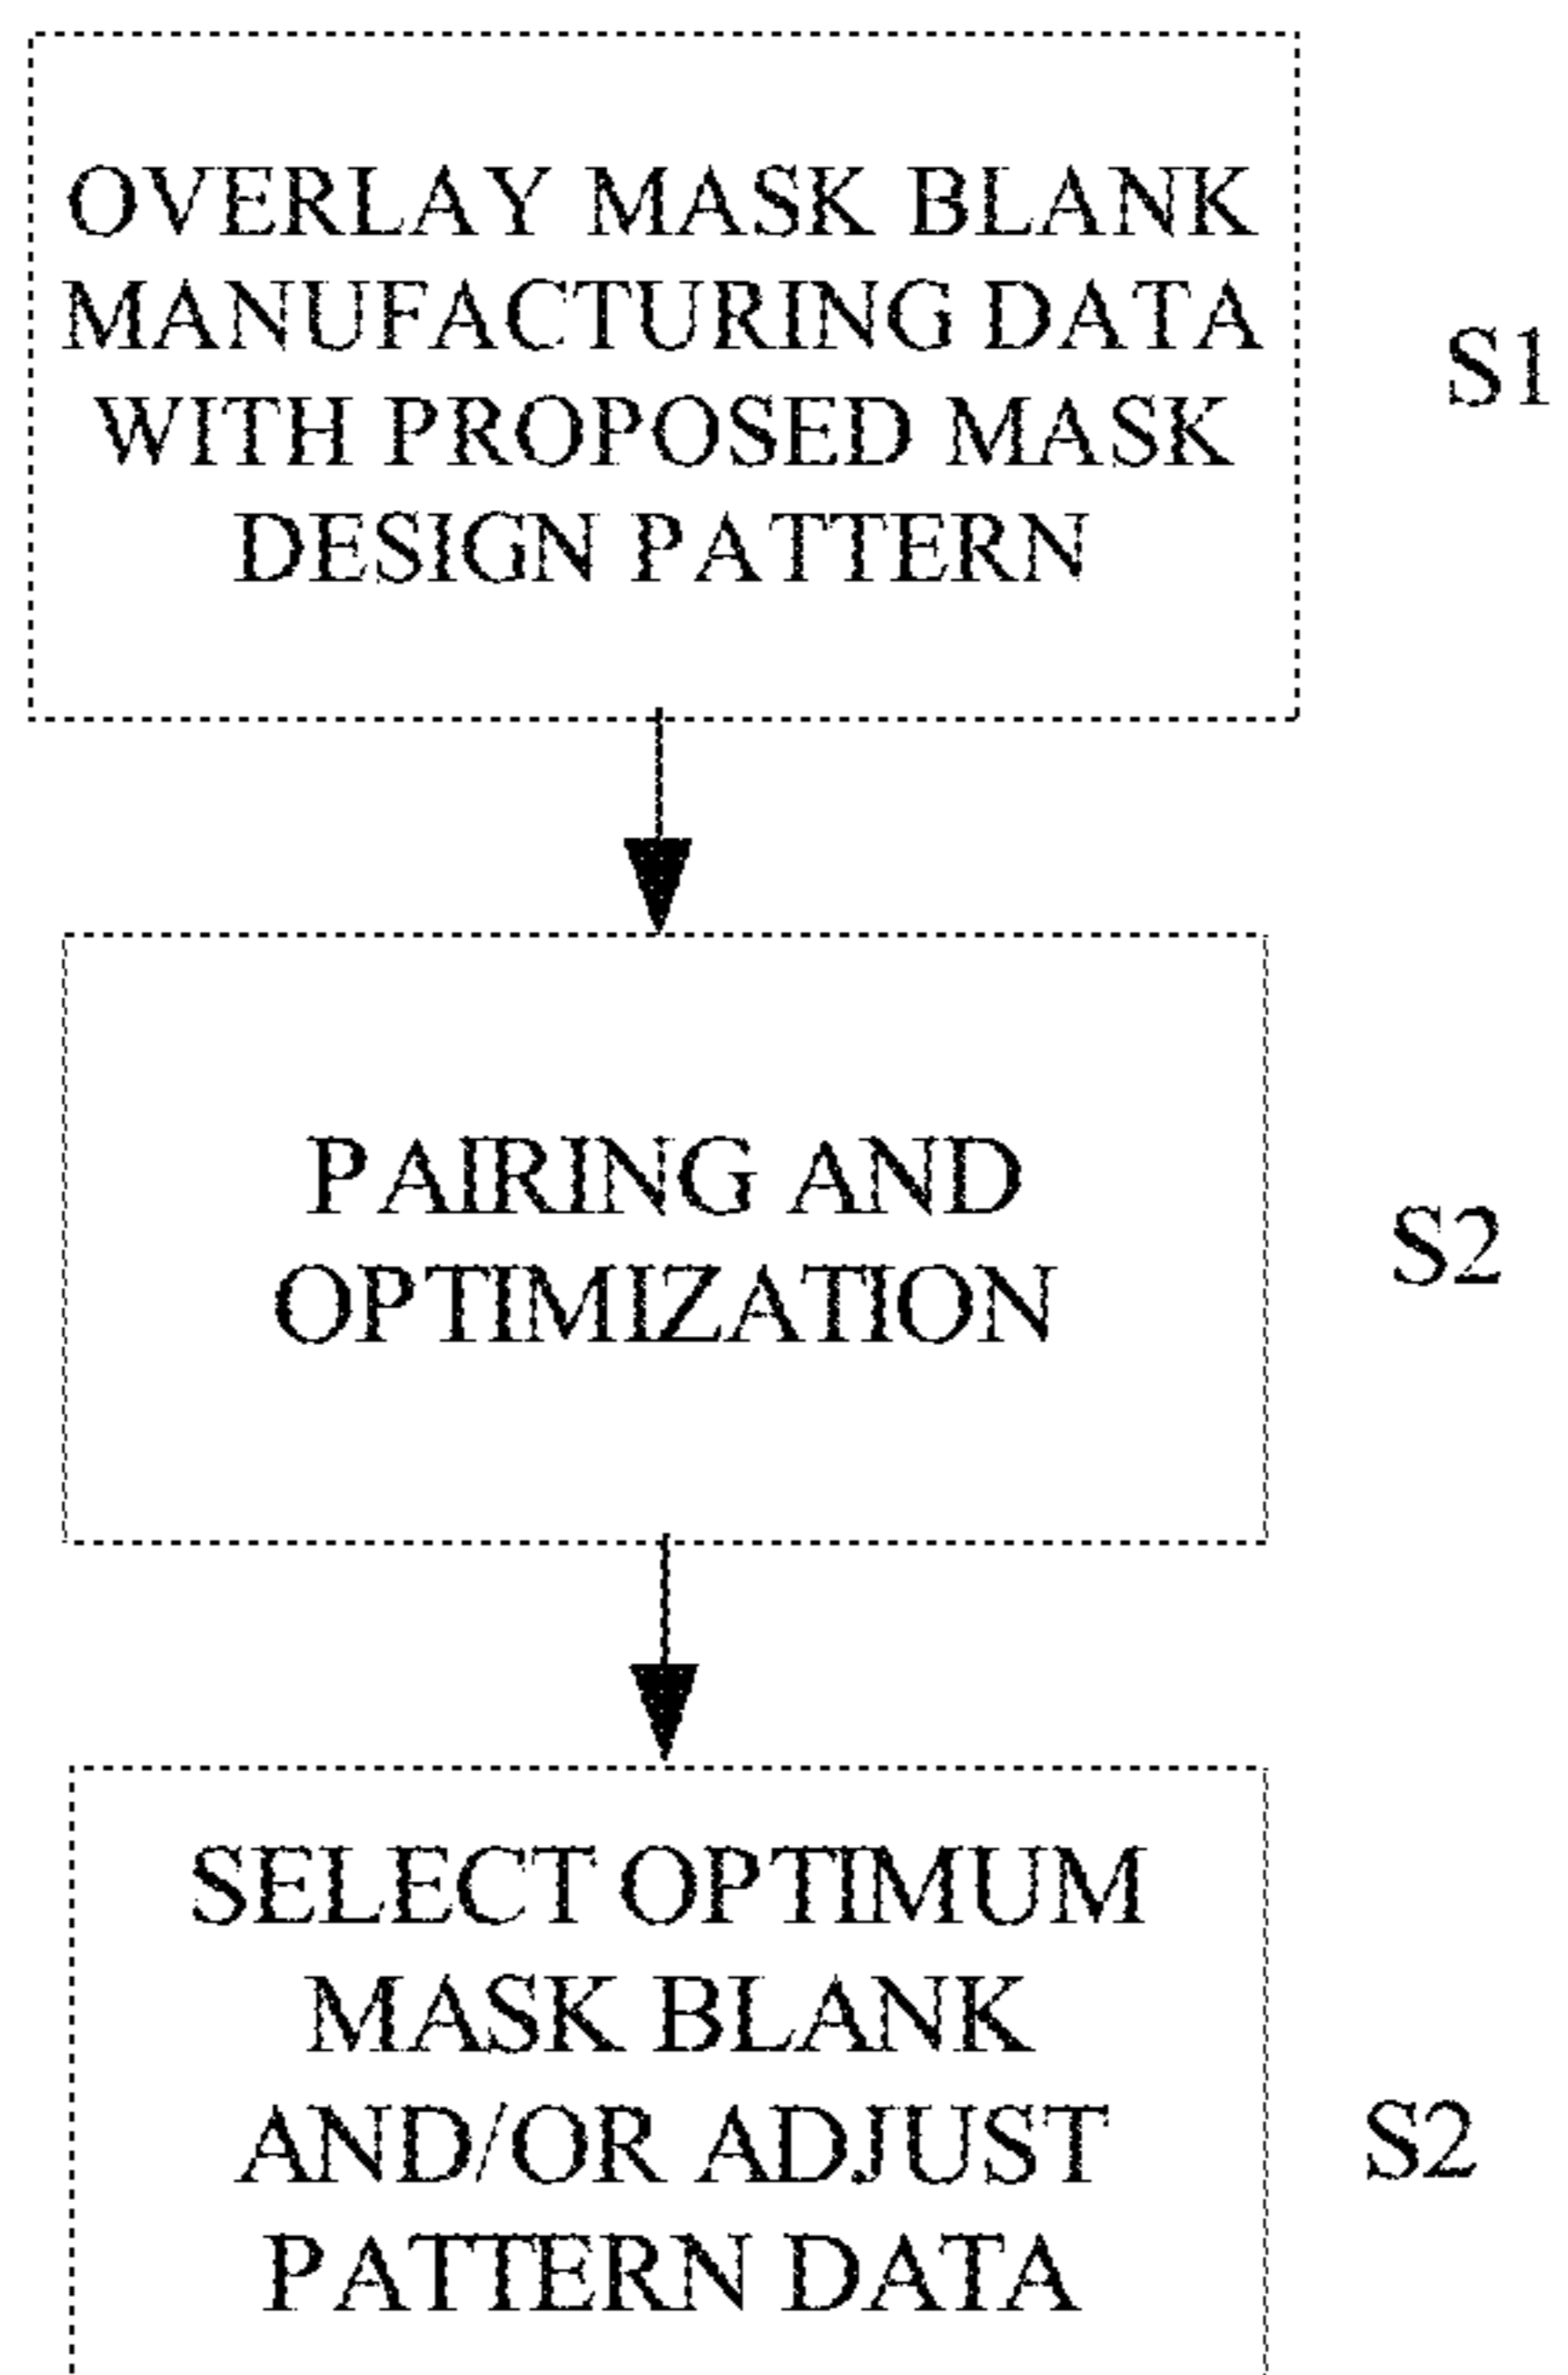 OVERLAY MASK BLANK
MANUFACTURING DATA
WITH PROPOSED MASK
DESIGN PATTERN
S1
PAIRING AND
OPTIMIZATION
S2
SELECT OPTIMUM
MASK BLANK
AND/OR ADJUST
PATTERN DATA
S2